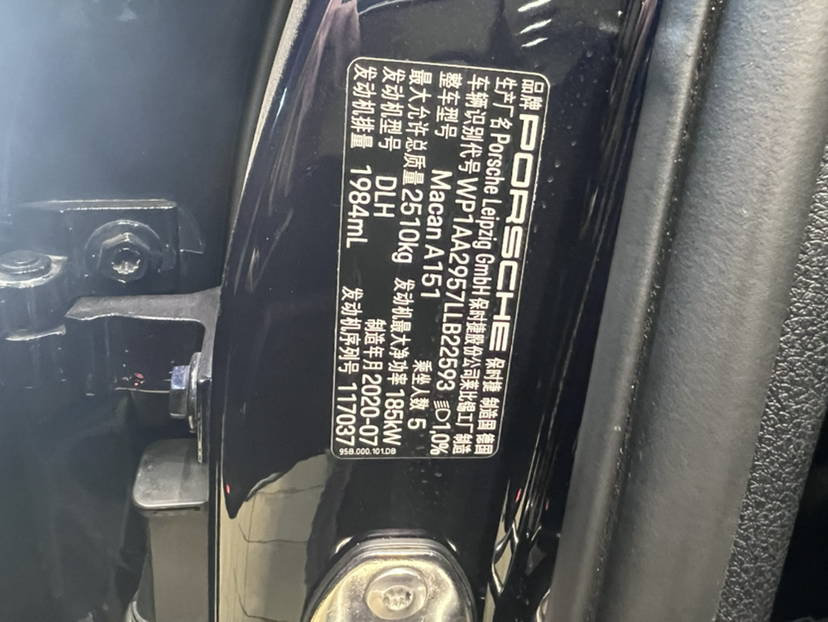 品牌 PORSCHE 保时捷 制造国 德国
生产厂名 Porsche Leipzig GmbH 保时捷股份公司莱比锡工厂 制造
车辆识别代号 WP1AA2957LLB22593 1,0%
整车型号 Macan A151 乘坐人数 5
最大允许总质量 2510kg 发动机最大净功率 185kW
发动机型号 DLH 制造年月 2020-07
发动机排量 1984mL 发动机序列号 117037
95B.000.101.DB